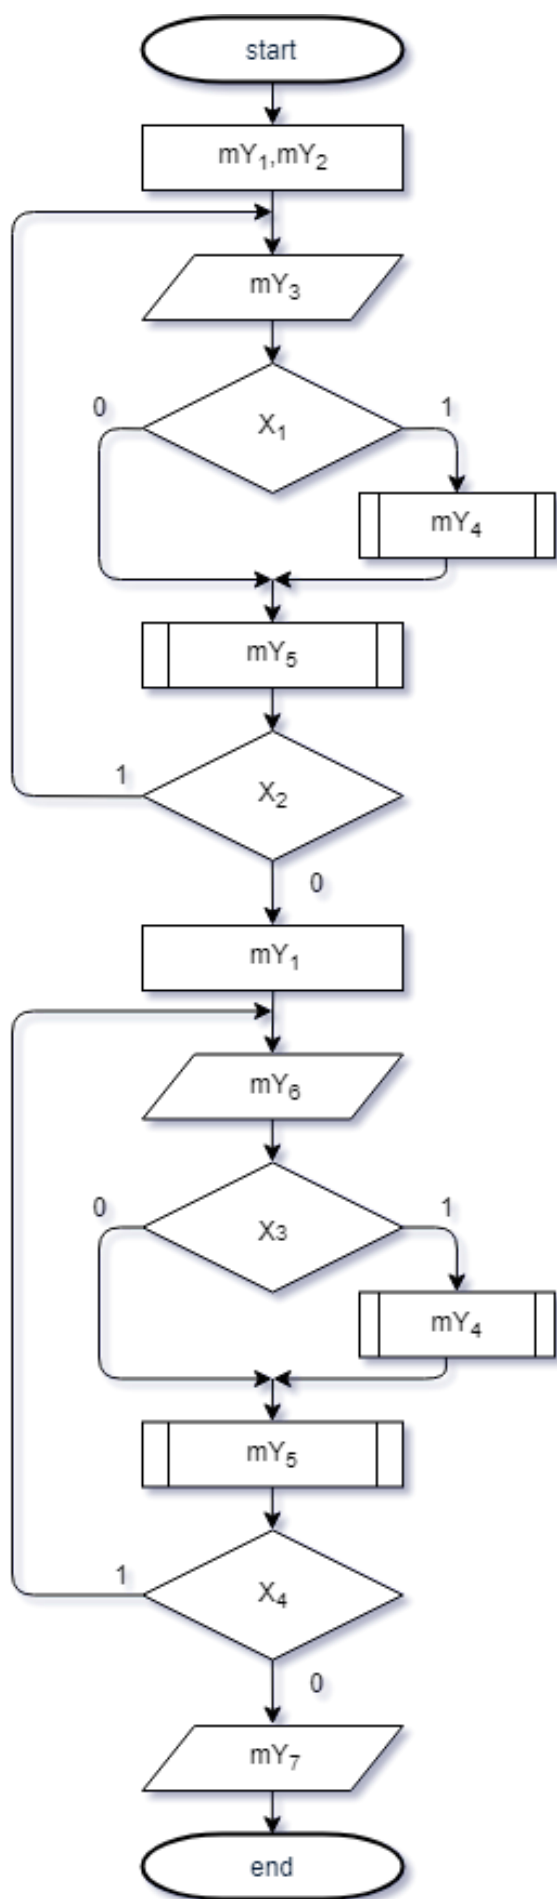 start
mY₁,mY₂
mY₃
0
1
X₁
mY₄
mY₅
1
X₂
0
mY₁
mY₆
0
1
X₃
mY₄
mY₅
1
X₄
0
mY₇
end